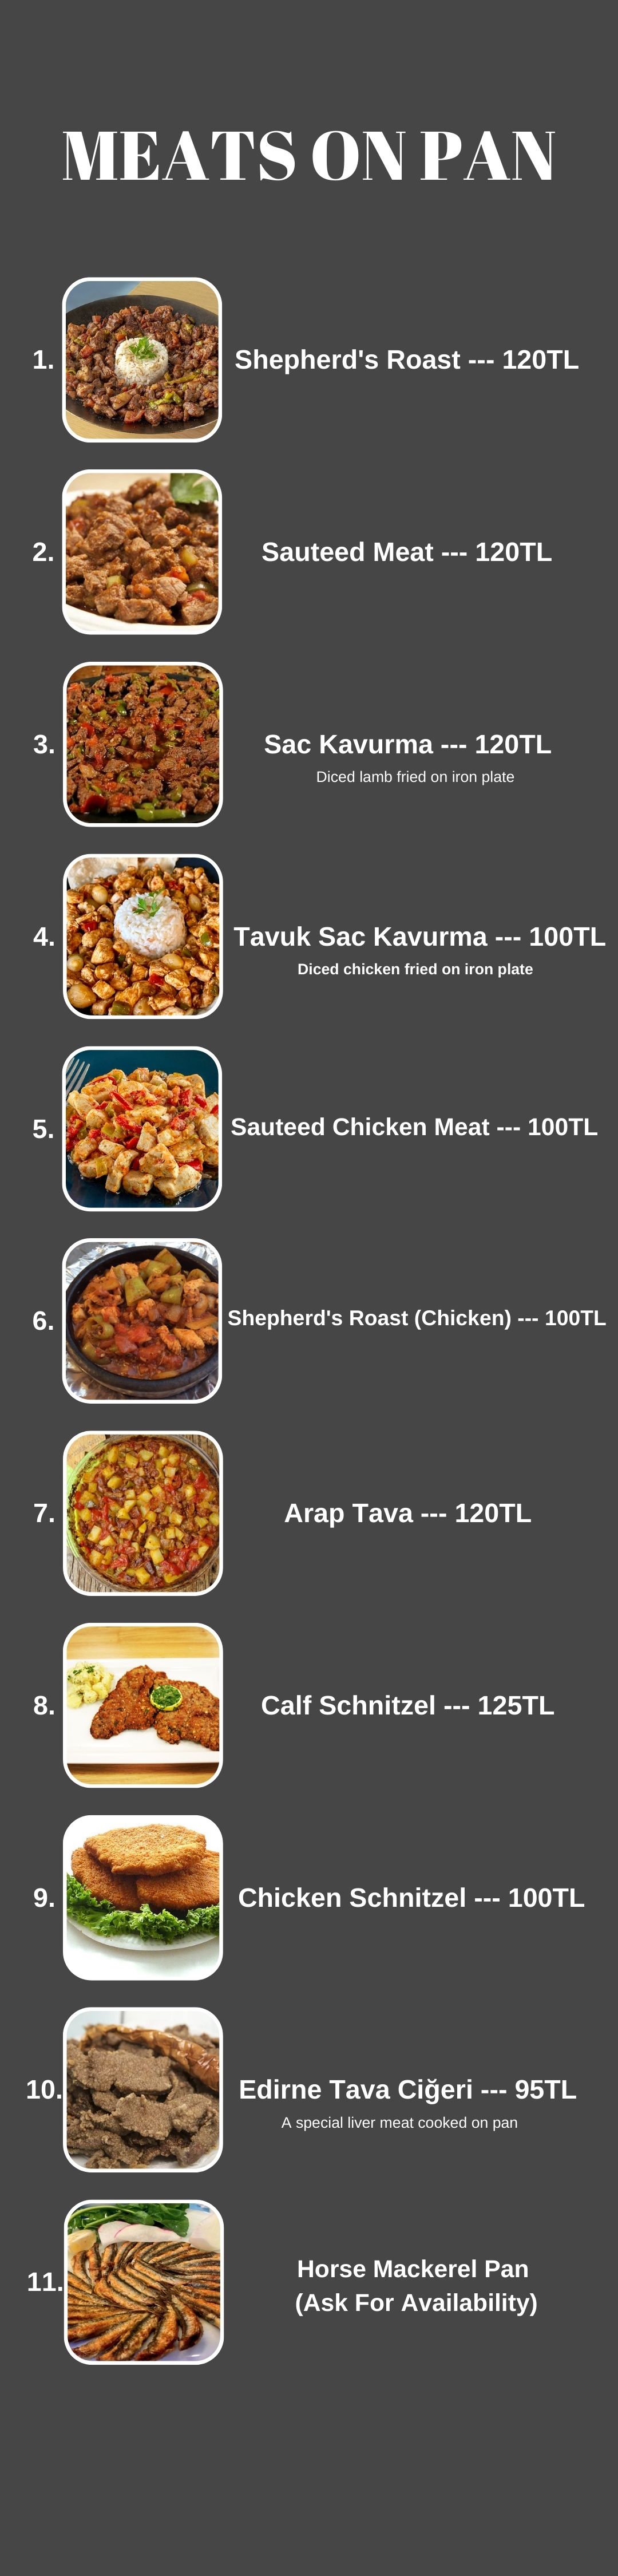 MEATS ON PAN
1. Shepherd's Roast --- 120TL
2. Sauteed Meat --- 120TL
3. Sac Kavurma --- 120TL
Diced lamb fried on iron plate
4. Tavuk Sac Kavurma --- 100TL
Diced chicken fried on iron plate
5. Sauteed Chicken Meat --- 100TL
6. Shepherd's Roast (Chicken) --- 100TL
7. Arap Tava --- 120TL
8. Calf Schnitzel --- 125TL
9. Chicken Schnitzel --- 100TL
10. Edirne Tava Ciğeri --- 95TL
A special liver meat cooked on pan
11. Horse Mackerel Pan
(Ask For Availability)